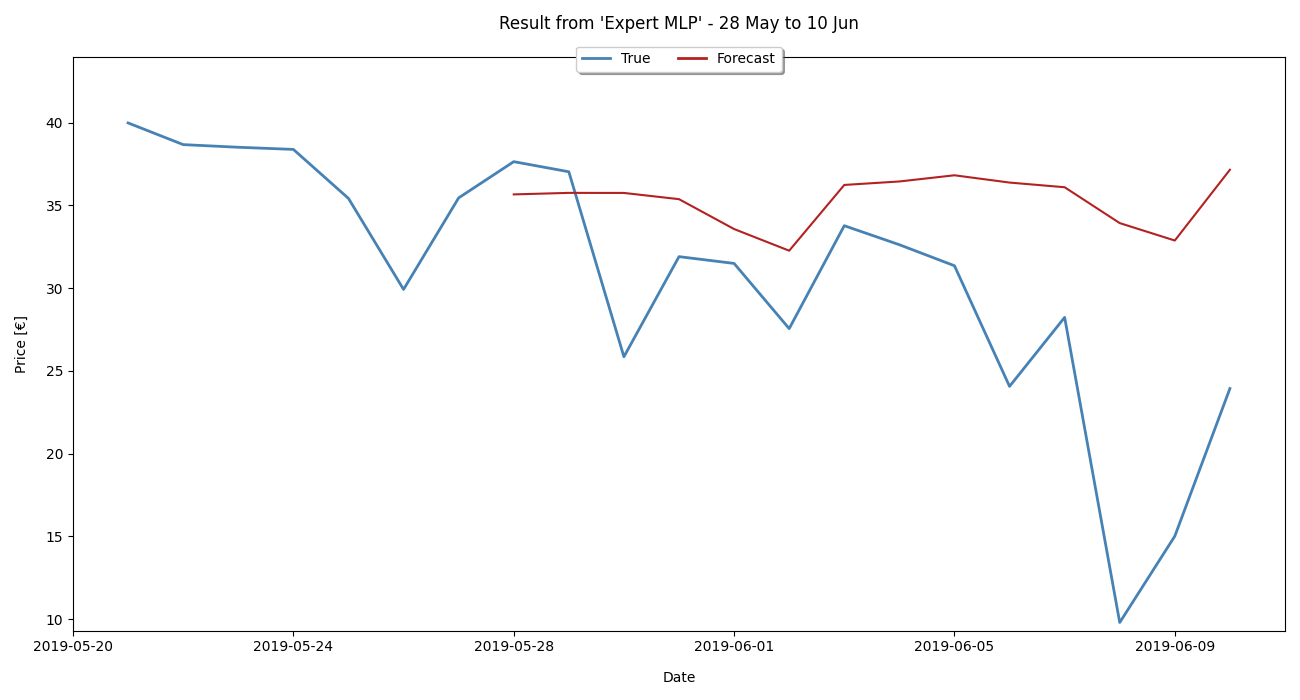 Result from 'Expert MLP' - 28 May to 10 Jun
True Forecast
40
35
30
25
20
15
10
Price [€]
2019-05-20 2019-05-24 2019-05-28 2019-06-01 2019-06-05 2019-06-09
Date